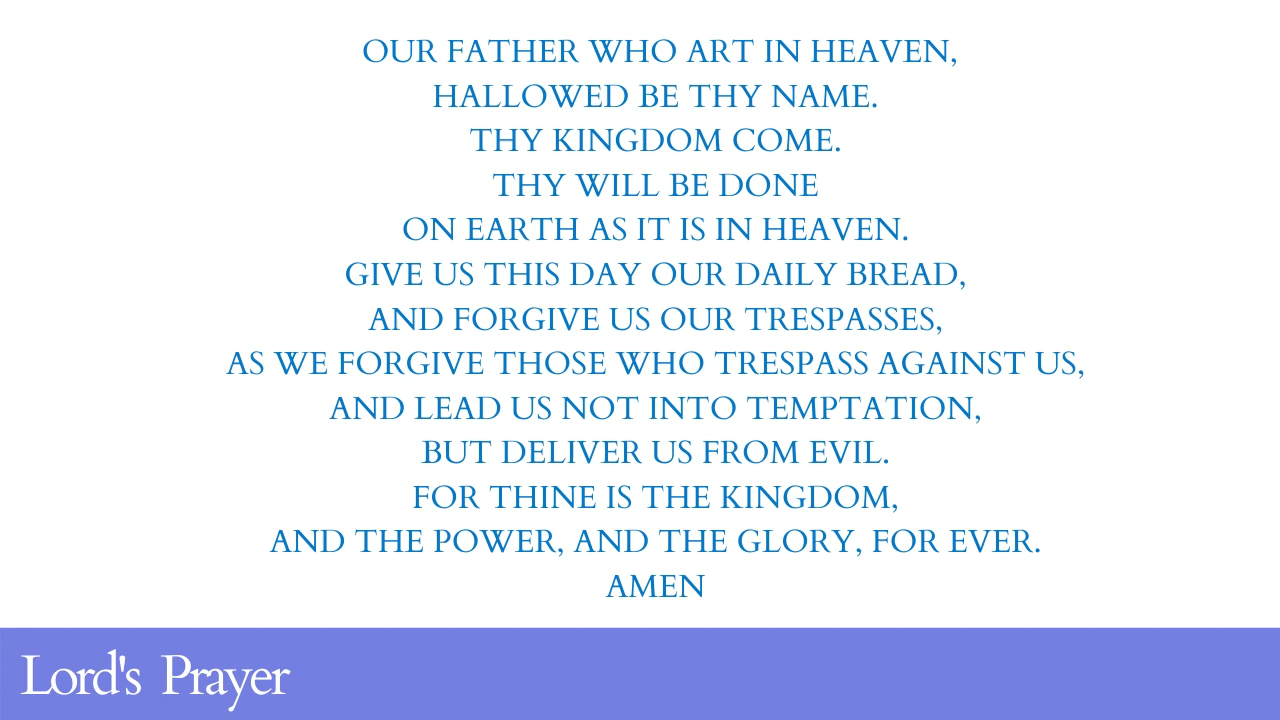 OUR FATHER WHO ART IN HEAVEN,
HALLOWED BE THY NAME.
THY KINGDOM COME.
THY WILL BE DONE
ON EARTH AS IT IS IN HEAVEN.
GIVE US THIS DAY OUR DAILY BREAD,
AND FORGIVE US OUR TRESPASSES,
AS WE FORGIVE THOSE WHO TRESPASS AGAINST US,
AND LEAD US NOT INTO TEMPTATION,
BUT DELIVER US FROM EVIL.
FOR THINE IS THE KINGDOM,
AND THE POWER, AND THE GLORY, FOR EVER.
AMEN
Lord's Prayer